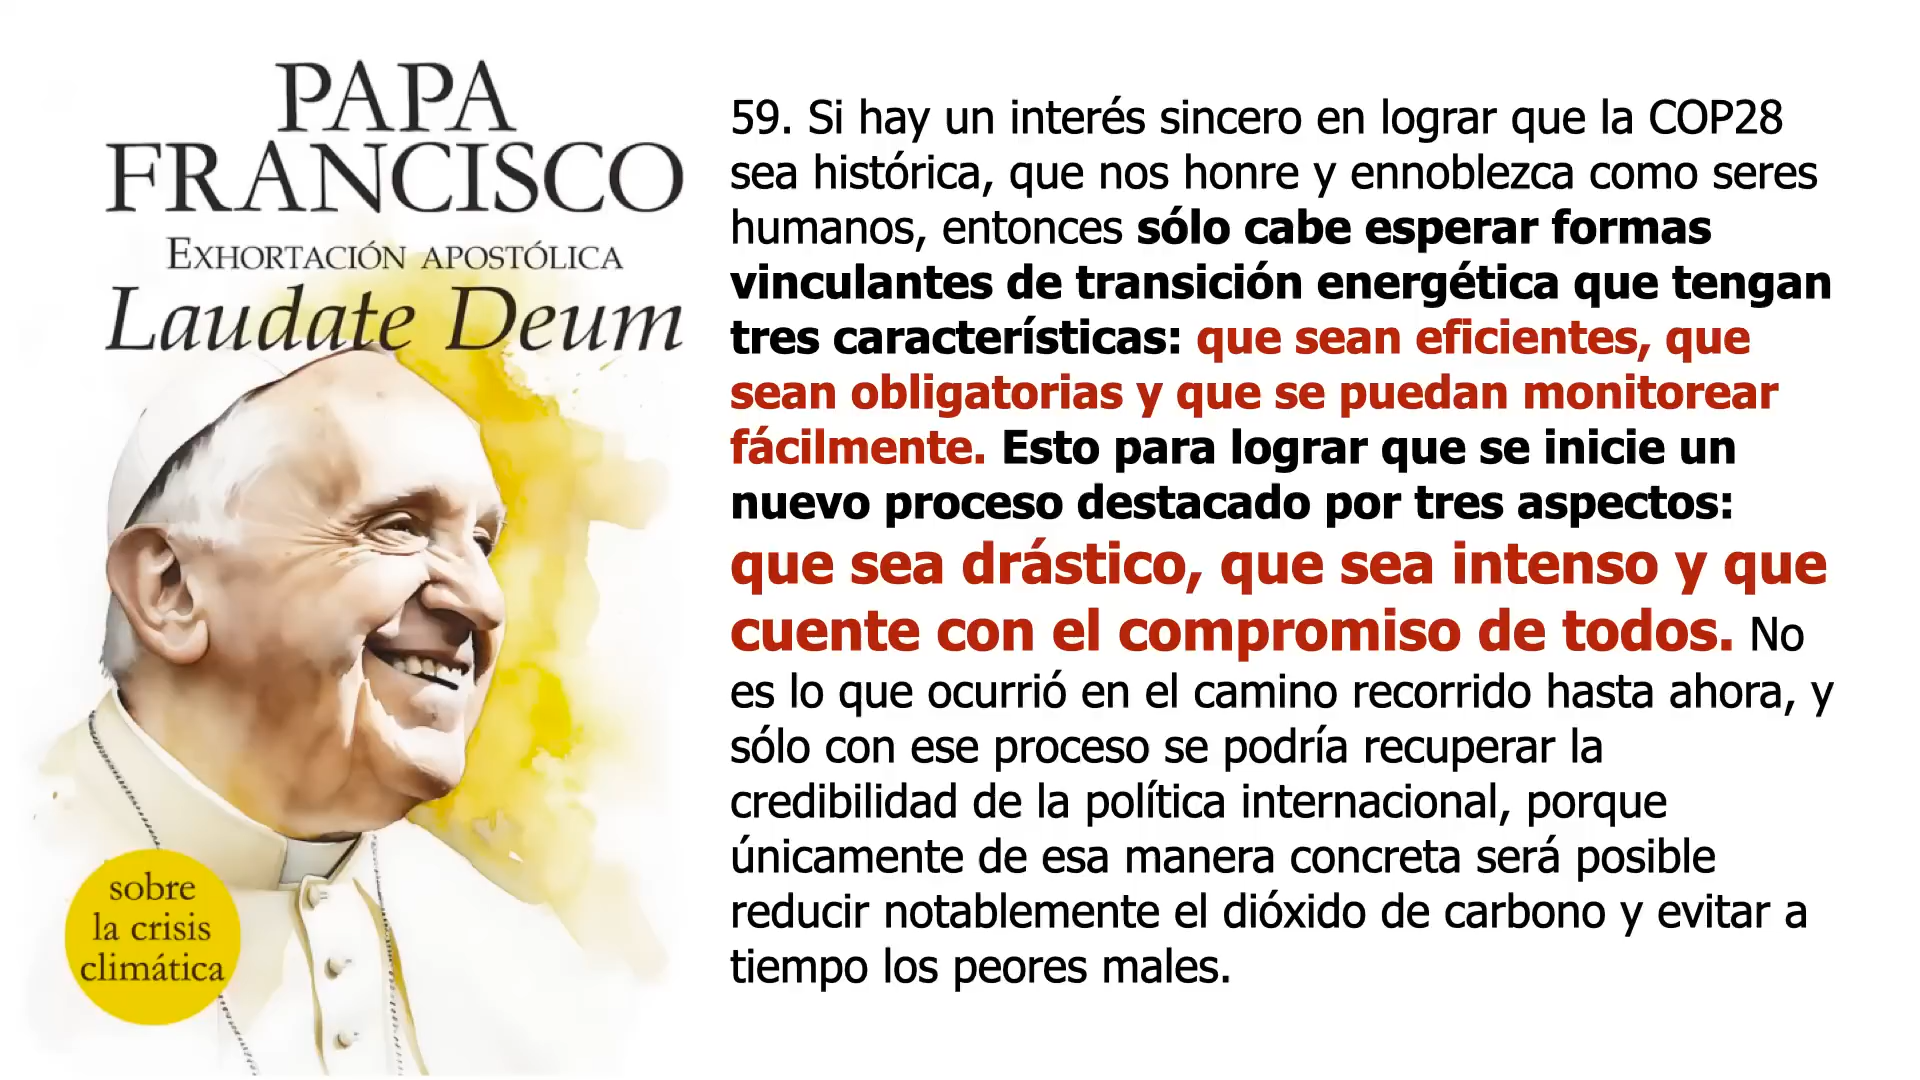 PAPA
FRANCISCO
EXHORTACIÓN APOSTÓLICA
Laudate Deum
sobre
la crisis
climática
59. Si hay un interés sincero en lograr que la COP28
sea histórica, que nos honre y ennoblezca como seres
humanos, entonces sólo cabe esperar formas
vinculantes de transición energética que tengan
tres características: que sean eficientes, que
sean obligatorias y que se puedan monitorear
fácilmente. Esto para lograr que se inicie un
nuevo proceso destacado por tres aspectos:
que sea drástico, que sea intenso y que
cuente con el compromiso de todos. No
es lo que ocurrió en el camino recorrido hasta ahora, y
sólo con ese proceso se podría recuperar la
credibilidad de la política internacional, porque
únicamente de esa manera concreta será posible
reducir notablemente el dióxido de carbono y evitar a
tiempo los peores males.